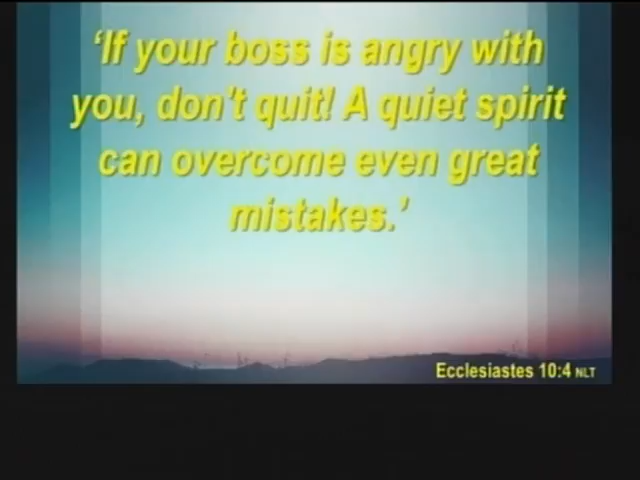 ‘If your boss is angry with
you, don't quit! A quiet spirit
can overcome even great
mistakes.’
Ecclesiastes 10:4 NLT